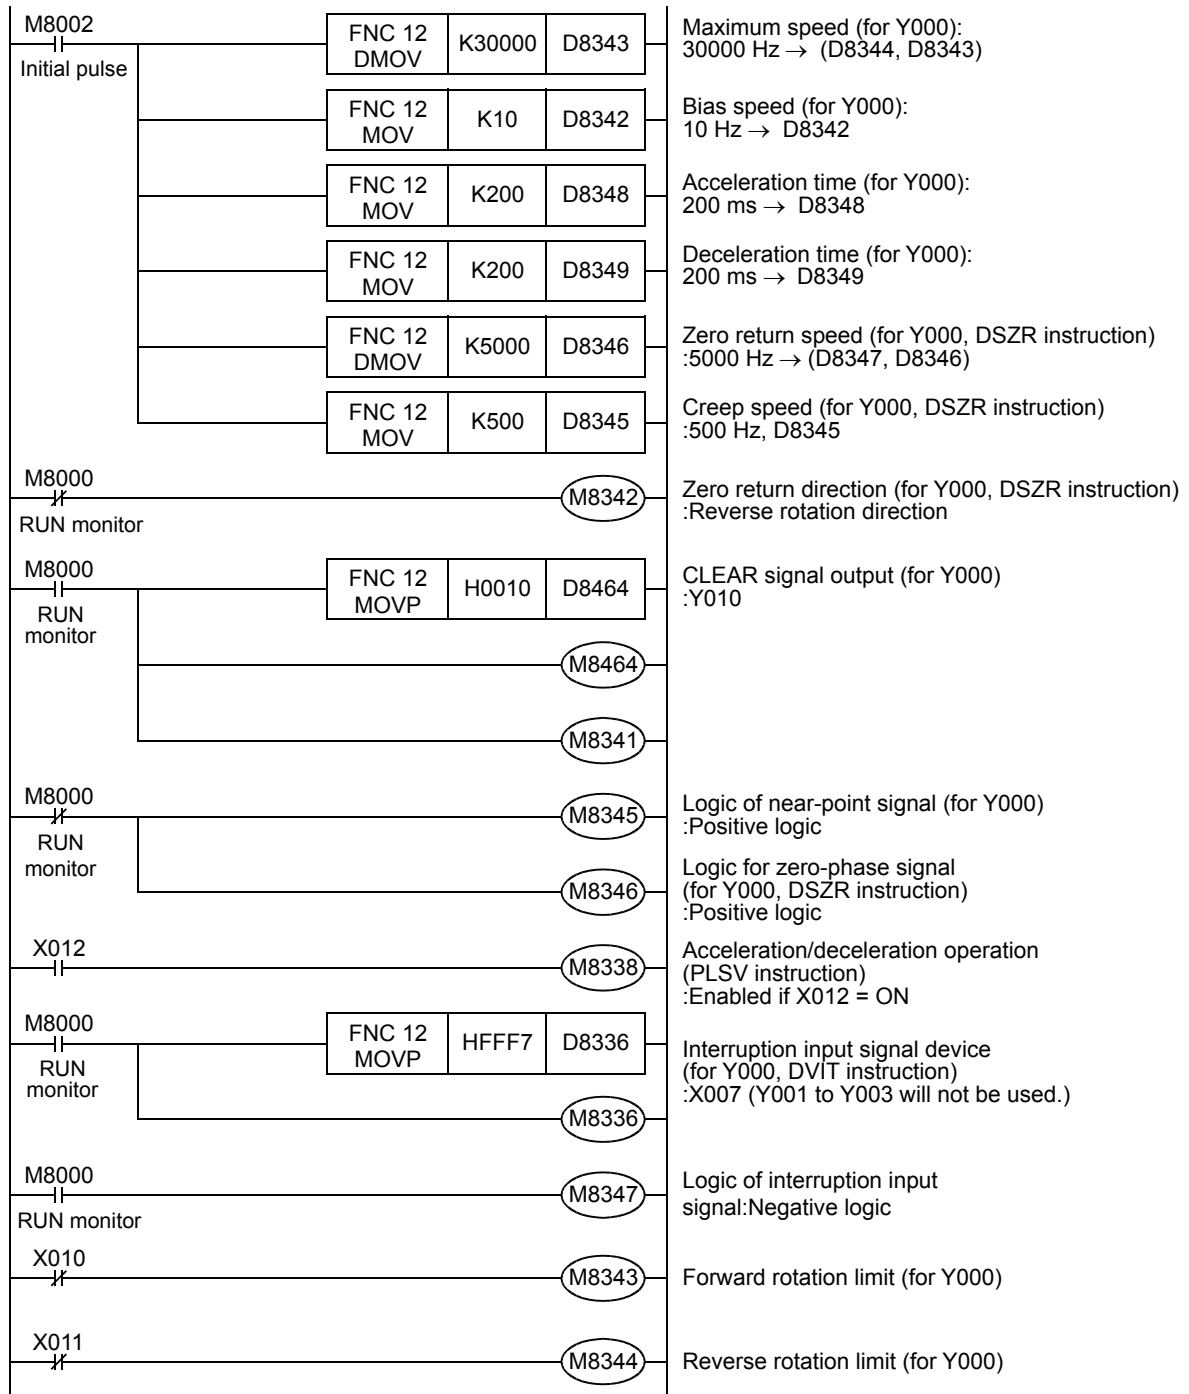 M8002
Initial pulse
FNC 12
DMOV
K30000
D8343
Maximum speed (for Y000):
30000 Hz → (D8344, D8343)
FNC 12
MOV
K10
D8342
Bias speed (for Y000):
10 Hz → D8342
FNC 12
MOV
K200
D8348
Acceleration time (for Y000):
200 ms → D8348
FNC 12
MOV
K200
D8349
Deceleration time (for Y000):
200 ms → D8349
FNC 12
DMOV
K5000
D8346
Zero return speed (for Y000, DSZR instruction)
:5000 Hz → (D8347, D8346)
FNC 12
MOV
K500
D8345
Creep speed (for Y000, DSZR instruction)
:500 Hz, D8345
M8000
RUN monitor
M8342
Zero return direction (for Y000, DSZR instruction)
:Reverse rotation direction
M8000
RUN
monitor
FNC 12
MOVP
H0010
D8464
CLEAR signal output (for Y000)
:Y010
M8464
M8341
M8000
RUN
monitor
M8345
Logic of near-point signal (for Y000)
:Positive logic
M8346
Logic for zero-phase signal
(for Y000, DSZR instruction)
:Positive logic
X012
M8338
Acceleration/deceleration operation
(PLSV instruction)
:Enabled if X012 = ON
M8000
RUN
monitor
FNC 12
MOVP
HFFF7
D8336
Interruption input signal device
(for Y000, DVIT instruction)
:X007 (Y001 to Y003 will not be used.)
M8336
M8000
RUN monitor
M8347
Logic of interruption input
signal:Negative logic
X010
M8343
Forward rotation limit (for Y000)
X011
M8344
Reverse rotation limit (for Y000)